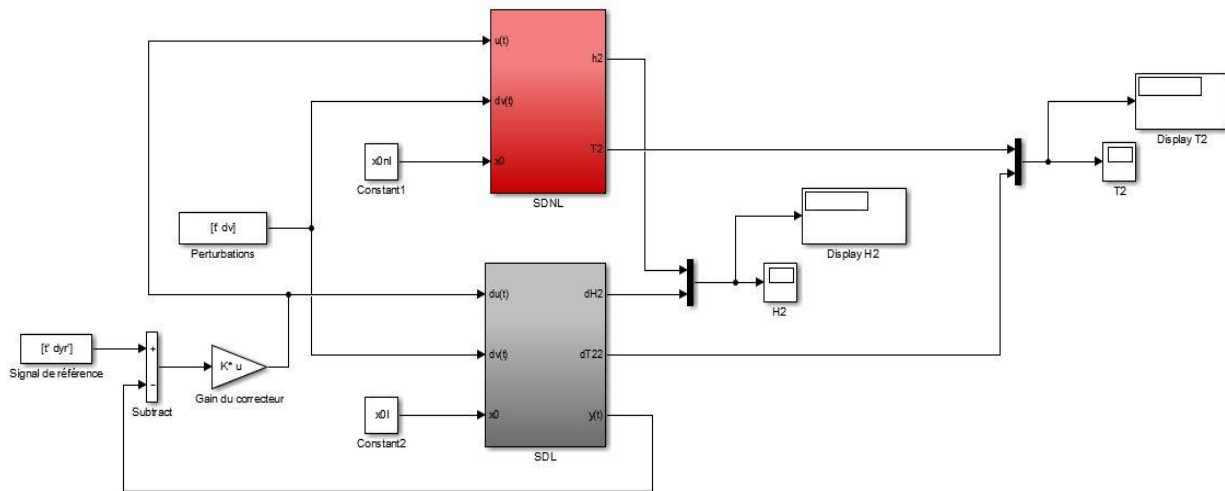 u(t)
h2
dv(t)
T2
x0
SDNL
x0nl
Constant1
Display T2
T2
[t' dv]
Perturbations
Display H2
H2
du(t)
dH2
dv(t)
dT22
x0
y(t)
SDL
[t' dyr']
Signal de référence
+
−
Subtract
K* u
Gain du correcteur
x0l
Constant2